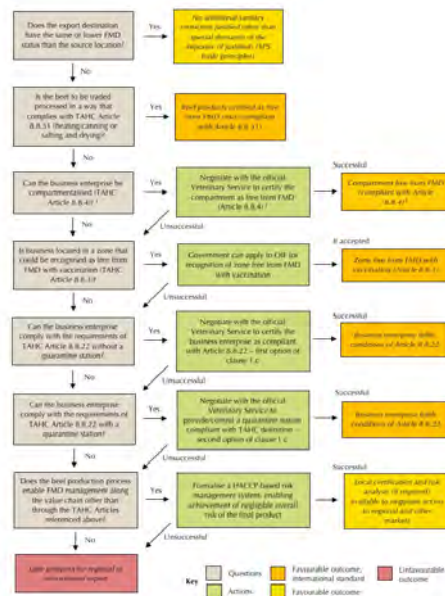 Does the export destination
have the same or lower FMD
status than the source location?
Yes
No additional sanitary
measures justified other than
special demands of the
importer (if justified) (SPS
trade principles)
No
Is the beef to be traded
processed in a way that
complies with TAHC Article
8.8.31 (heating/canning or
salting and drying)?
Yes
Beef products certified as free
from FMD virus (compliant
with Article 8.8.31)
No
Can the business enterprise be
compartmentalised (TAHC
Article 8.8.4)?
Yes
Negotiate with the official
Veterinary Service to certify the
compartment as free from FMD
(Article 8.8.4)
Successful
Compartment free from FMD
(compliant with Article
8.8.4)
No
Unsuccessful
Is business located in a zone that
could be recognised as free
from FMD with vaccination
(TAHC Article 8.8.3)?
Yes
Government can apply to OIE for
recognition of zone free from FMD
with vaccination
If accepted
Zone free from FMD with
vaccination (Article 8.8.3)
No
Unsuccessful
Can the business enterprise
comply with the requirements of
TAHC Article 8.8.22 without a
quarantine station?
Yes
Negotiate with the official
Veterinary Service to certify the
business enterprise as compliant
with Article 8.8.22 – first option of
clause 1.c
Successful
Business enterprise fulfils
conditions of Article 8.8.22
No
Unsuccessful
Can the business enterprise
comply with the requirements of
TAHC Article 8.8.22 with a
quarantine station?
Yes
Negotiate with the official
Veterinary Service to
provide/permit a quarantine station
compliant with TAHC
second option of clause 1.c
Successful
Business enterprise fulfils
conditions of Article 8.8.22
No
Unsuccessful
Does the beef production process
enable FMD management along
the value chain other than
through the TAHC Articles
referenced above?
Yes
Formalise a HACCP-based risk
management system, enabling
achievement of negligible overall
risk of the final product
Successful
Local certification and risk
analysis (if required)
available to negotiate access
to regional and other
markets
No
Unsuccessful
prospects for regional or
international export
Key
Questions
Actions
Favourable outcome,
international standard
Favourable outcome
Unfavourable
outcome